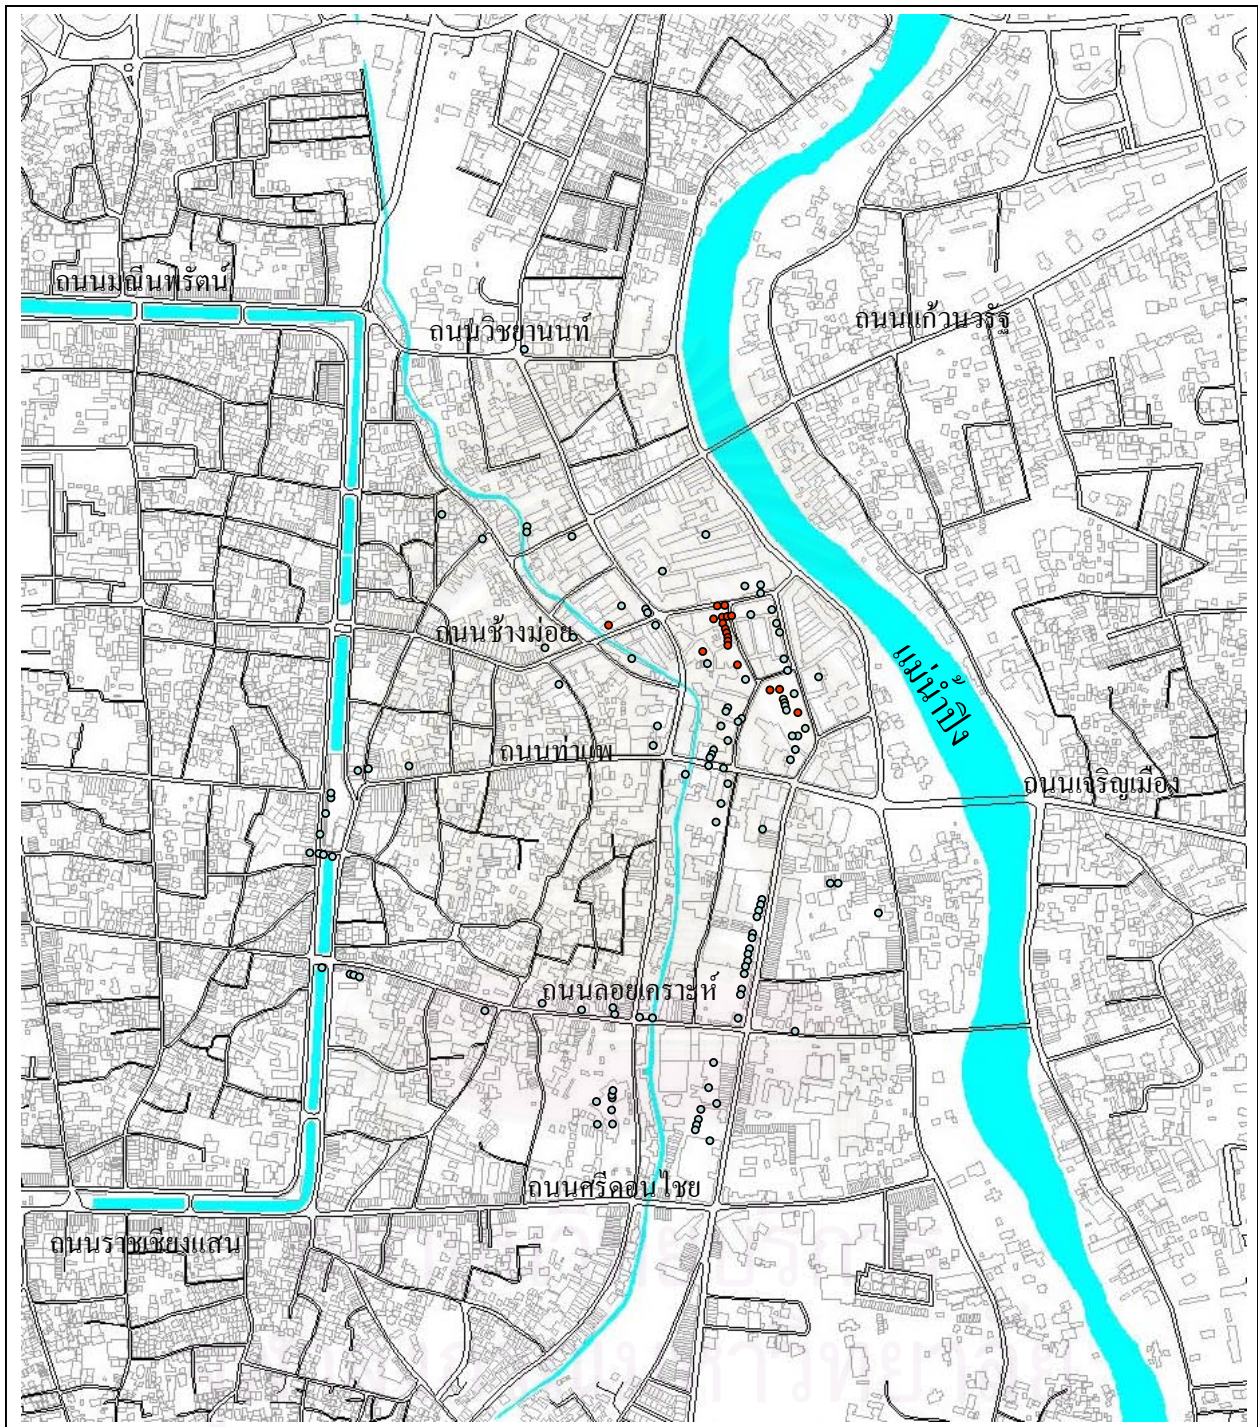 ถนนมณีนพรัตน์
ถนนวิชยานนท์
ถนนแก้วนวรัฐ
ถนนช้างม่อย
แม่น้ำปิง
ถนนท่าแพ
ถนนเจริญเมือง
ถนนลอยเคราะห์
ถนนศรีดอนไชย
ถนนราชเชียงแสน